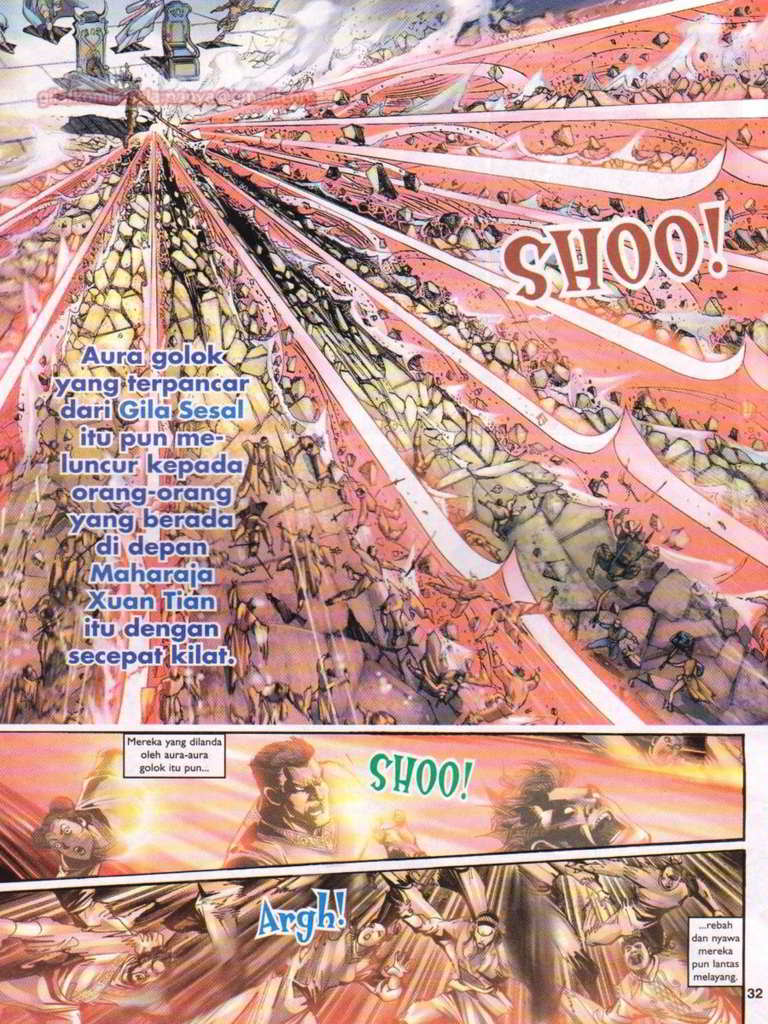 SHOO!
Aura golok
yang terpancar
dari Gila Sesal
itu pun me-
luncur kepada
orang-orang
yang berada
di depan
Maharaja
Xuan Tian
itu dengan
secepat kilat.
Mereka yang dilanda
oleh aura-aura
golok itu pun...
SHOO!
Argh!
...rebah
dan nyawa
mereka
pun lantas
melayang.
32